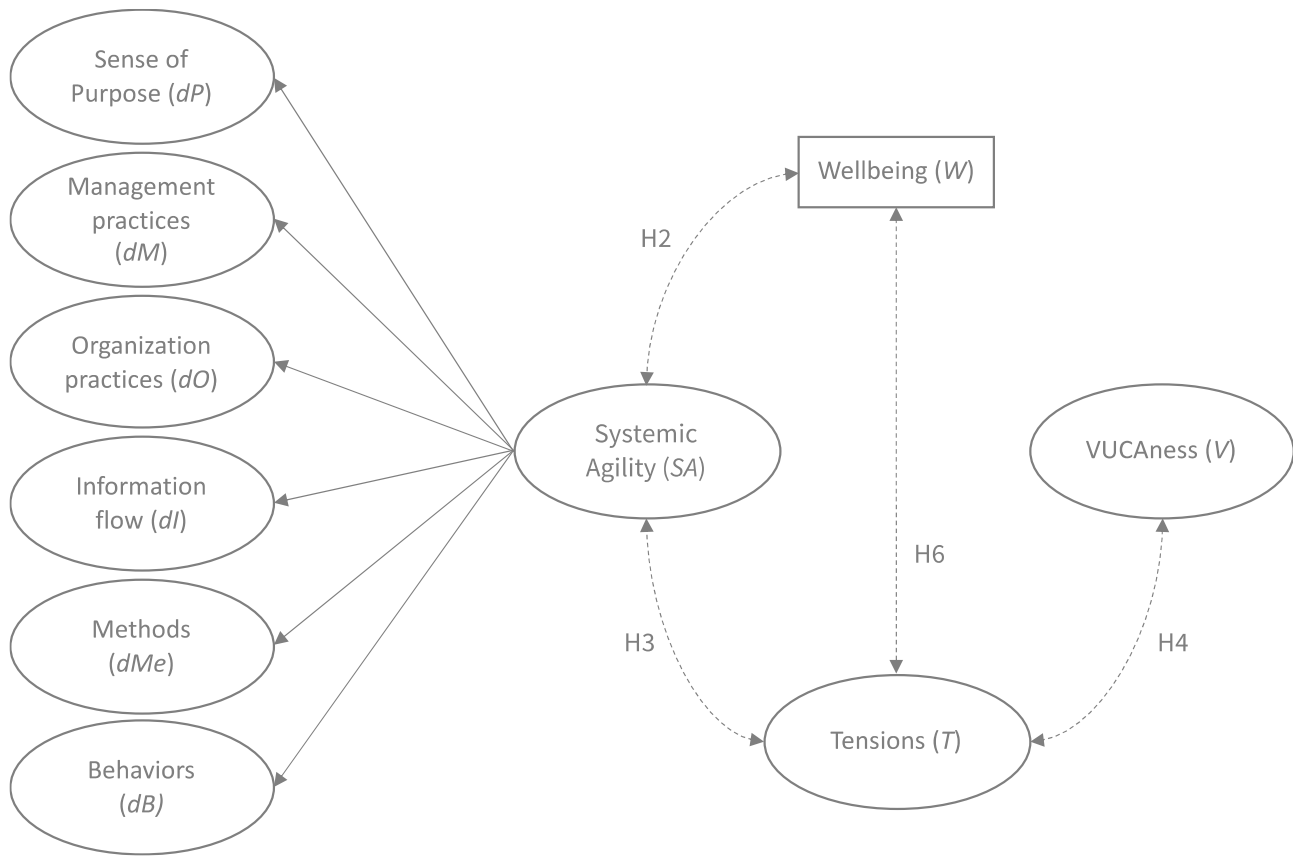 Sense of
Purpose (dP)
Management
practices
(dM)
Organization
practices (dO)
Information
flow (dI)
Methods
(dMe)
Behaviors
(dB)
Systemic
Agility (SA)
Wellbeing (W)
VUCAness (V)
Tensions (T)
H2
H3
H6
H4